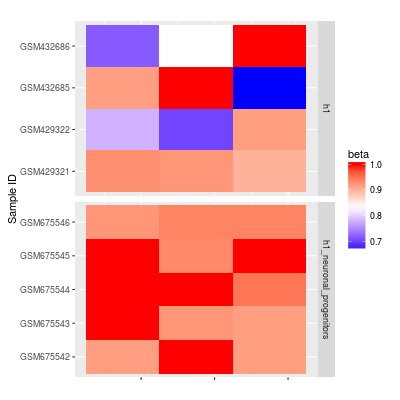 GSM432686
GSM432685
GSM429322
GSM429321
h1
GSM675546
GSM675545
GSM675544
GSM675543
GSM675542
h1_neuronal_progenitors
Sample ID
beta
1.0
0.9
0.8
0.7